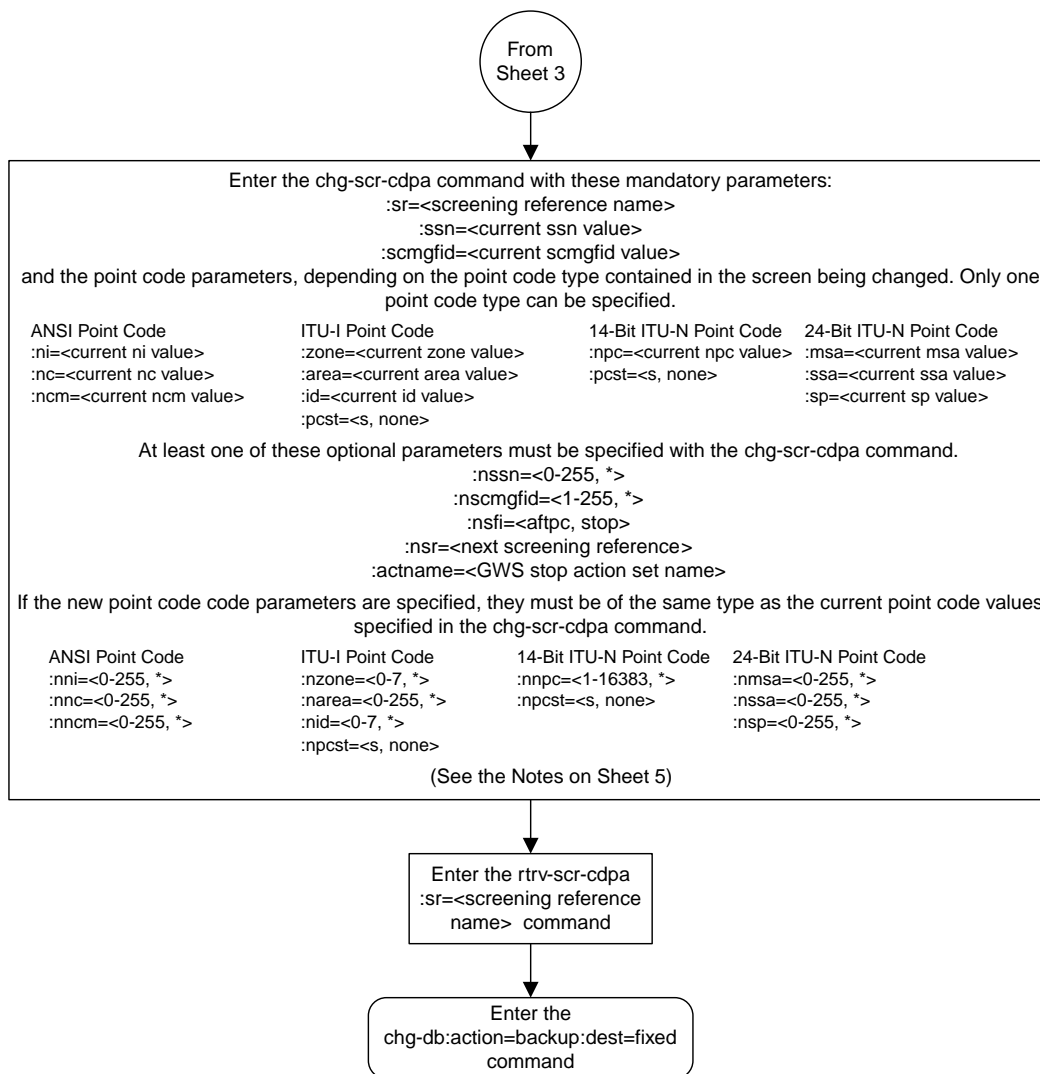 From
Sheet 3
Enter the chg-scr-cdpa command with these mandatory parameters:
:sr=<screening reference name>
:ssn=<current ssn value>
:scmgfid=<current scmgfid value>
and the point code parameters, depending on the point code type contained in the screen being changed. Only one
point code type can be specified.
ANSI Point Code
:ni=<current ni value>
:nc=<current nc value>
:ncm=<current ncm value>
ITU-I Point Code
:zone=<current zone value>
:area=<current area value>
:id=<current id value>
:pcst=<s, none>
14-Bit ITU-N Point Code
:npc=<current npc value>
:pcst=<s, none>
24-Bit ITU-N Point Code
:msa=<current msa value>
:ssa=<current ssa value>
:sp=<current sp value>
At least one of these optional parameters must be specified with the chg-scr-cdpa command.
:nssn=<0-255, *>
:nscmgfid=<1-255, *>
:nsfi=<aftpc, stop>
:nsr=<next screening reference>
:actname=<GWS stop action set name>
If the new point code code parameters are specified, they must be of the same type as the current point code values
specified in the chg-scr-cdpa command.
ANSI Point Code
:nni=<0-255, *>
:nnc=<0-255, *>
:nncm=<0-255, *>
ITU-I Point Code
:nzone=<0-7, *>
:narea=<0-255, *>
:nid=<0-7, *>
:npcst=<s, none>
14-Bit ITU-N Point Code
:nnpc=<1-16383, *>
:npcst=<s, none>
24-Bit ITU-N Point Code
:nmsa=<0-255, *>
:nssa=<0-255, *>
:nsp=<0-255, *>
(See the Notes on Sheet 5)
Enter the rtrv-scr-cdpa
:sr=<screening reference
name> command
Enter the
chg-db:action=backup:dest=fixed
command